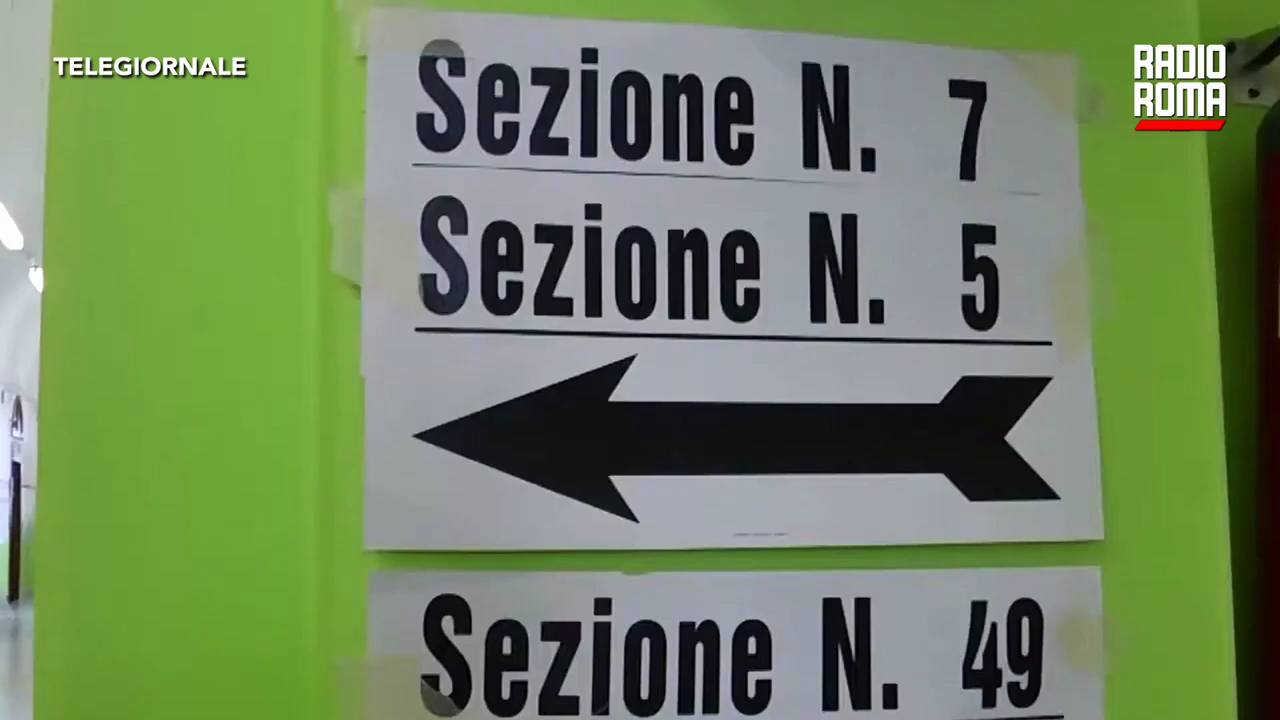 TELEGIORNALE
RADIO
ROMA
Sezione N. 7
Sezione N. 5
Sezione N. 49